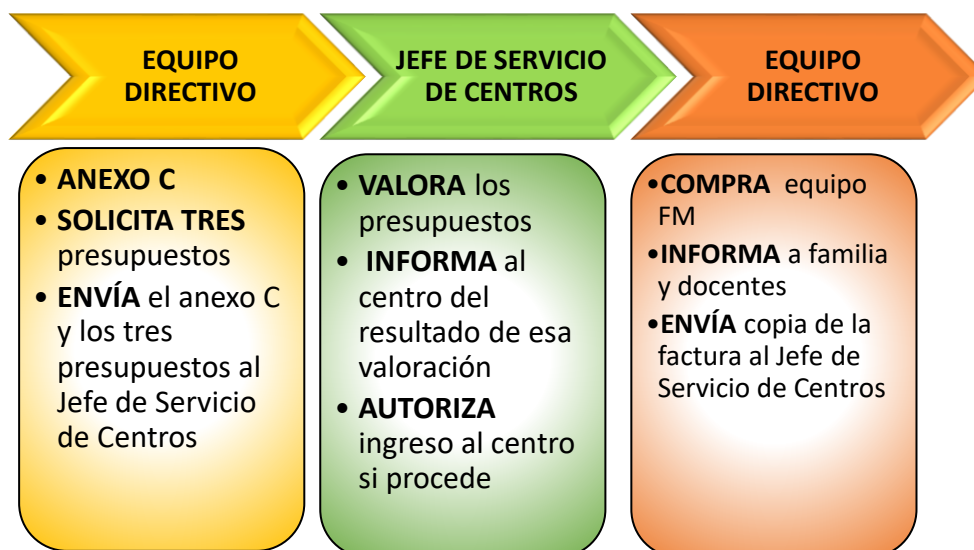 EQUIPO
DIRECTIVO
• ANEXO C
• SOLICITA TRES
presupuestos
• ENVÍA el anexo C
y los tres
presupuestos al
Jefe de Servicio
de Centros
JEFE DE SERVICIO
DE CENTROS
• VALORA los
presupuestos
• INFORMA al
centro del
resultado de esa
valoración
• AUTORIZA
ingreso al centro
si procede
EQUIPO
DIRECTIVO
•COMPRA equipo
FM
•INFORMA a familia
y docentes
•ENVÍA copia de la
factura al Jefe de
Servicio de Centros